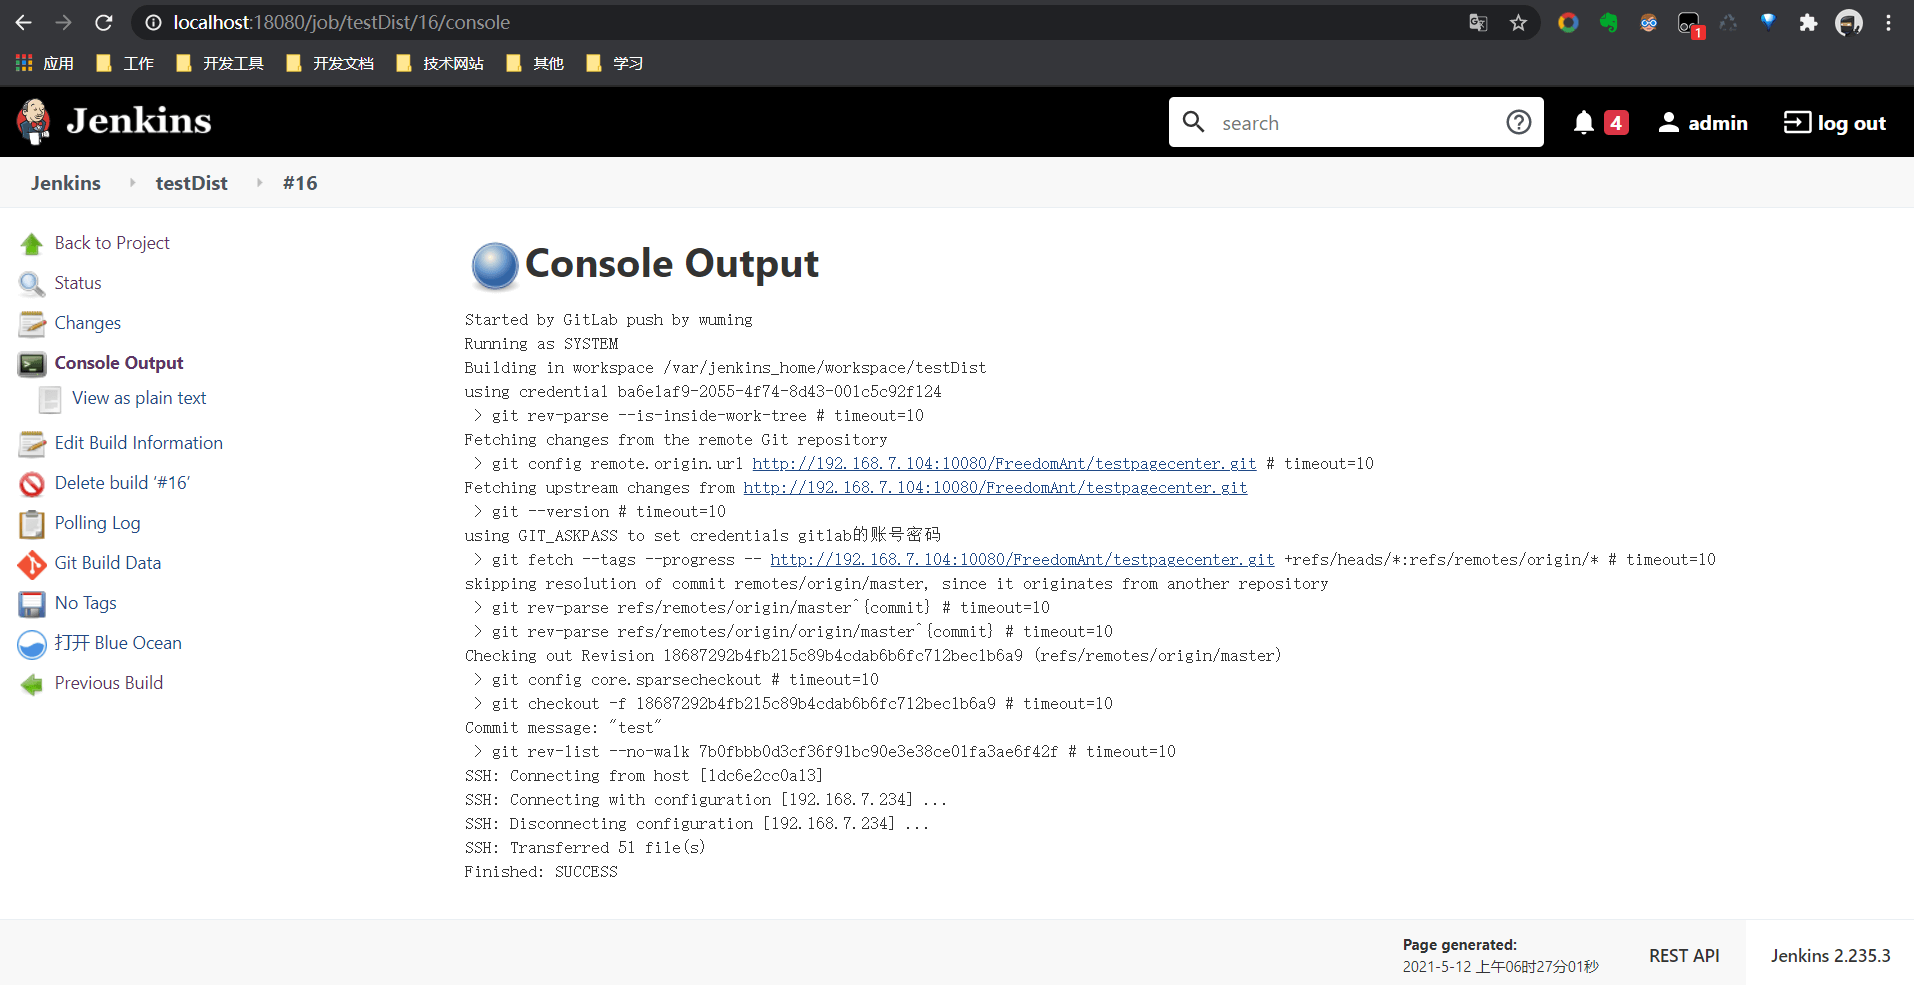 localhost:18080/job/testDist/16/console
1
应用 工作 开发工具 开发文档 技术网站 其他 学习
Jenkins search 4 admin log out
Jenkins testDist #16
Back to Project
Status
Changes
Console Output
View as plain text
Edit Build Information
Delete build ‘#16’
Polling Log
Git Build Data
No Tags
打开 Blue Ocean
Previous Build
Console Output
Started by GitLab push by wuming
Running as SYSTEM
Building in workspace /var/jenkins_home/workspace/testDist
using credential ba6e1af9-2055-4f74-8d43-001c5c92f124
> git rev-parse --is-inside-work-tree # timeout=10
Fetching changes from the remote Git repository
> git config remote.origin.url http://192.168.7.104:10080/FreedomAnt/testpagecenter.git # timeout=10
Fetching upstream changes from http://192.168.7.104:10080/FreedomAnt/testpagecenter.git
> git --version # timeout=10
using GIT_ASKPASS to set credentials gitlab的账号密码
> git fetch --tags --progress -- http://192.168.7.104:10080/FreedomAnt/testpagecenter.git +refs/heads/*:refs/remotes/origin/* # timeout=10
skipping resolution of commit remotes/origin/master, since it originates from another repository
> git rev-parse refs/remotes/origin/master^{commit} # timeout=10
> git rev-parse refs/remotes/origin/origin/master^{commit} # timeout=10
Checking out Revision 18687292b4fb215c89b4cdab6b6fc712bec1b6a9 (refs/remotes/origin/master)
> git config core.sparsecheckout # timeout=10
> git checkout -f 18687292b4fb215c89b4cdab6b6fc712bec1b6a9 # timeout=10
Commit message: "test"
> git rev-list --no-walk 7b0fbbb0d3cf36f91bc90e3e38ce01fa3ae6f42f # timeout=10
SSH: Connecting from host [1dc6e2cc0a13]
SSH: Connecting with configuration [192.168.7.234] ...
SSH: Disconnecting configuration [192.168.7.234] ...
SSH: Transferred 51 file(s)
Finished: SUCCESS
Page generated:
2021-5-12 上午06时27分01秒
REST API
Jenkins 2.235.3